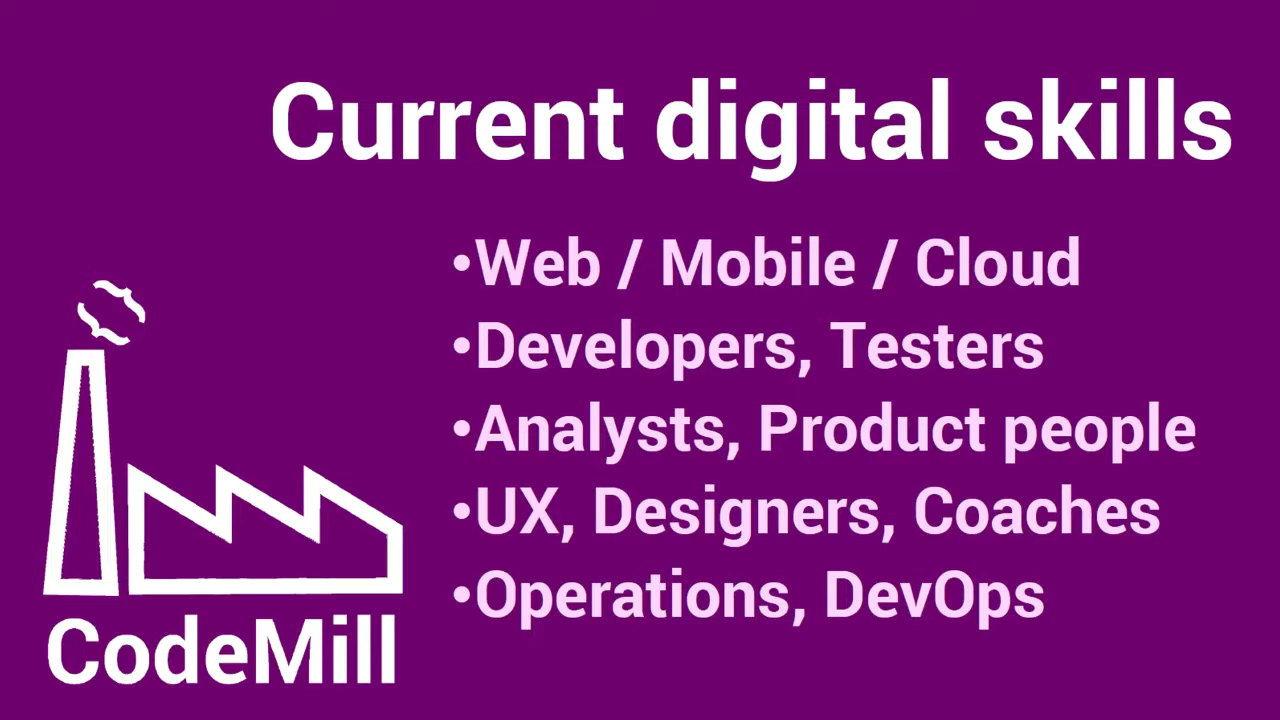 Current digital skills
•Web / Mobile / Cloud
•Developers, Testers
•Analysts, Product people
•UX, Designers, Coaches
•Operations, DevOps
CodeMill